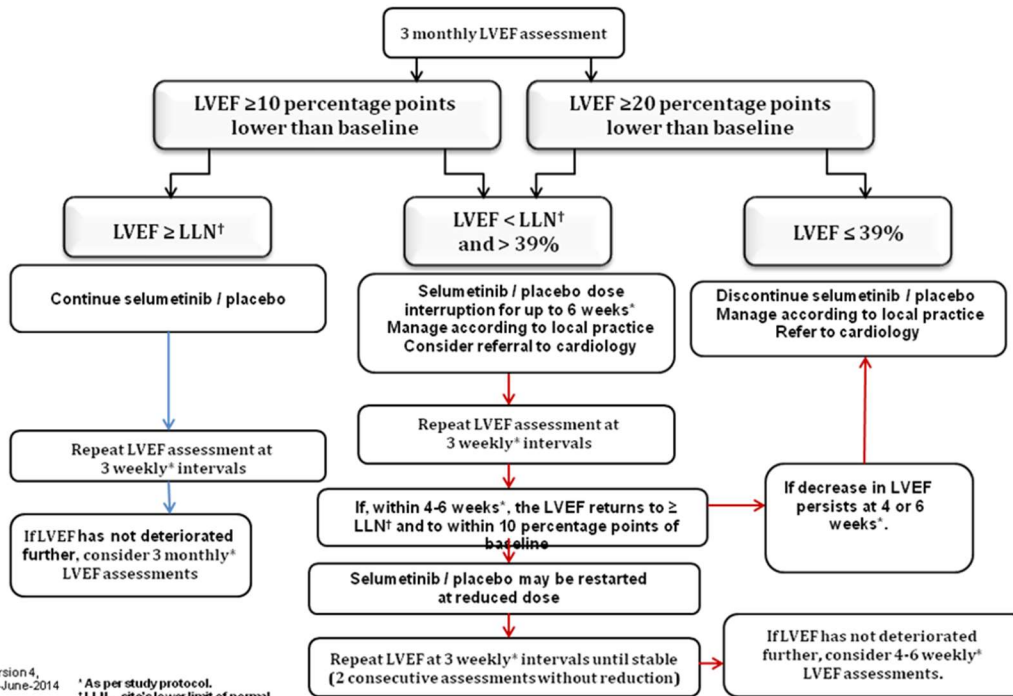 3 monthly LVEF assessment
LVEF ≥10 percentage points
lower than baseline
LVEF ≥20 percentage points
lower than baseline
LVEF ≥ LLN†
LVEF < LLN†
and > 39%
LVEF ≤ 39%
Continue selumetinib / placebo
Selumetinib / placebo dose
interruption for up to 6 weeks*
Manage according to local practice
Consider referral to cardiology
Discontinue selumetinib / placebo
Manage according to local practice
Refer to cardiology
Repeat LVEF assessment at
3 weekly* intervals
Repeat LVEF assessment at
3 weekly* intervals
If LVEF has not deteriorated
further, consider 3 monthly*
LVEF assessments
If, within 4-6 weeks*, the LVEF returns to ≥
LLN† and to within 10 percentage points of
baseline
If decrease in LVEF
persists at 4 or 6
weeks*.
Selumetinib / placebo may be restarted
at reduced dose
Repeat LVEF at 3 weekly* intervals until stable
(2 consecutive assessments without reduction)
If LVEF has not deteriorated
further, consider 4-6 weekly*
LVEF assessments.
rsion 4,
June-2014
* As per study protocol.
† LLN – site's lower limit of normal